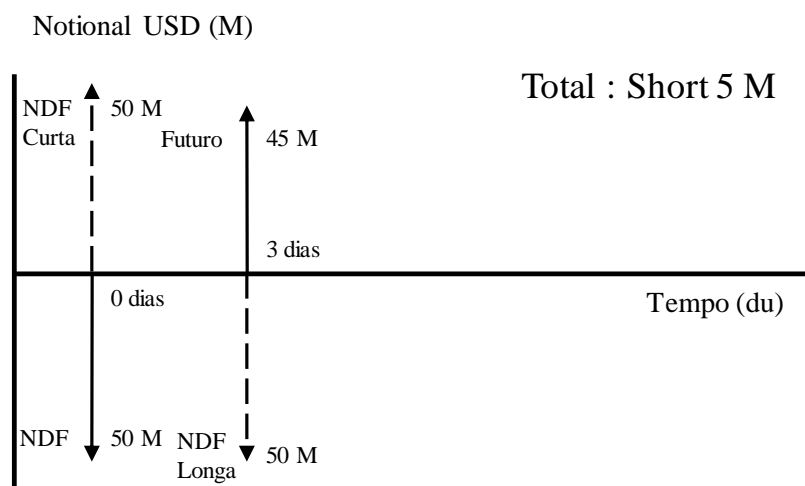 Notional USD (M)
Total : Short 5 M
NDF
Curta
50 M
Futuro
45 M
3 dias
0 dias
Tempo (du)
NDF
50 M
NDF
Longa
50 M